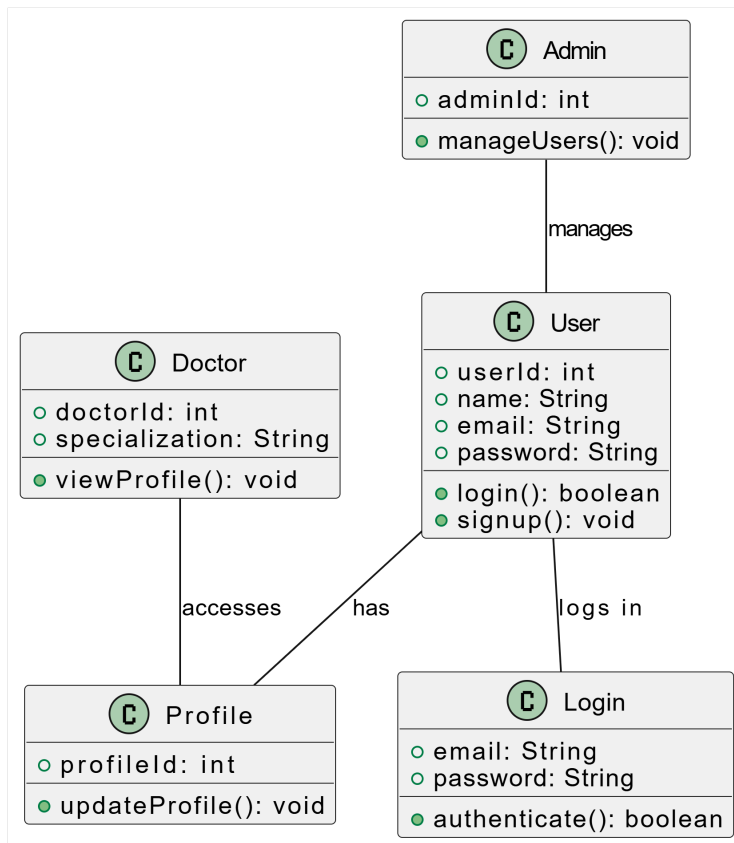 C Admin
adminId: int
manageUsers(): void
manages
C User
userId: int
name: String
email: String
password: String
login(): boolean
signup(): void
C Doctor
doctorId: int
specialization: String
viewProfile(): void
accesses
has
logs in
C Profile
profileId: int
updateProfile(): void
C Login
email: String
password: String
authenticate(): boolean